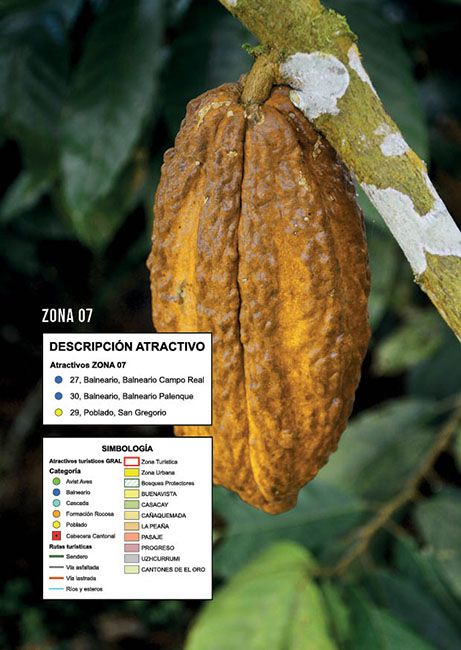 ZONA 07
DESCRIPCIÓN ATRACTIVO
Atractivos ZONA 07
27, Balneario, Balneario Campo Real
30, Balneario, Balneario Palenque
29, Poblado, San Gregorio
SIMBOLOGÍA
Atractivos turísticos GRAL
Categoría
Avist Aves
Balneario
Cascada
Formación Rocosa
Poblado
Cabecera Cantonal
Rutas turísticas
Sendero
Vía asfaltada
Vía lastrada
Ríos y esteros
Zona Turística
Zona Urbana
Bosques Protectores
BUENAVISTA
CASACAY
CAÑAQUEMADA
LA PEAÑA
PASAJE
PROGRESO
UZHCURRUMI
CANTONES DE EL ORO